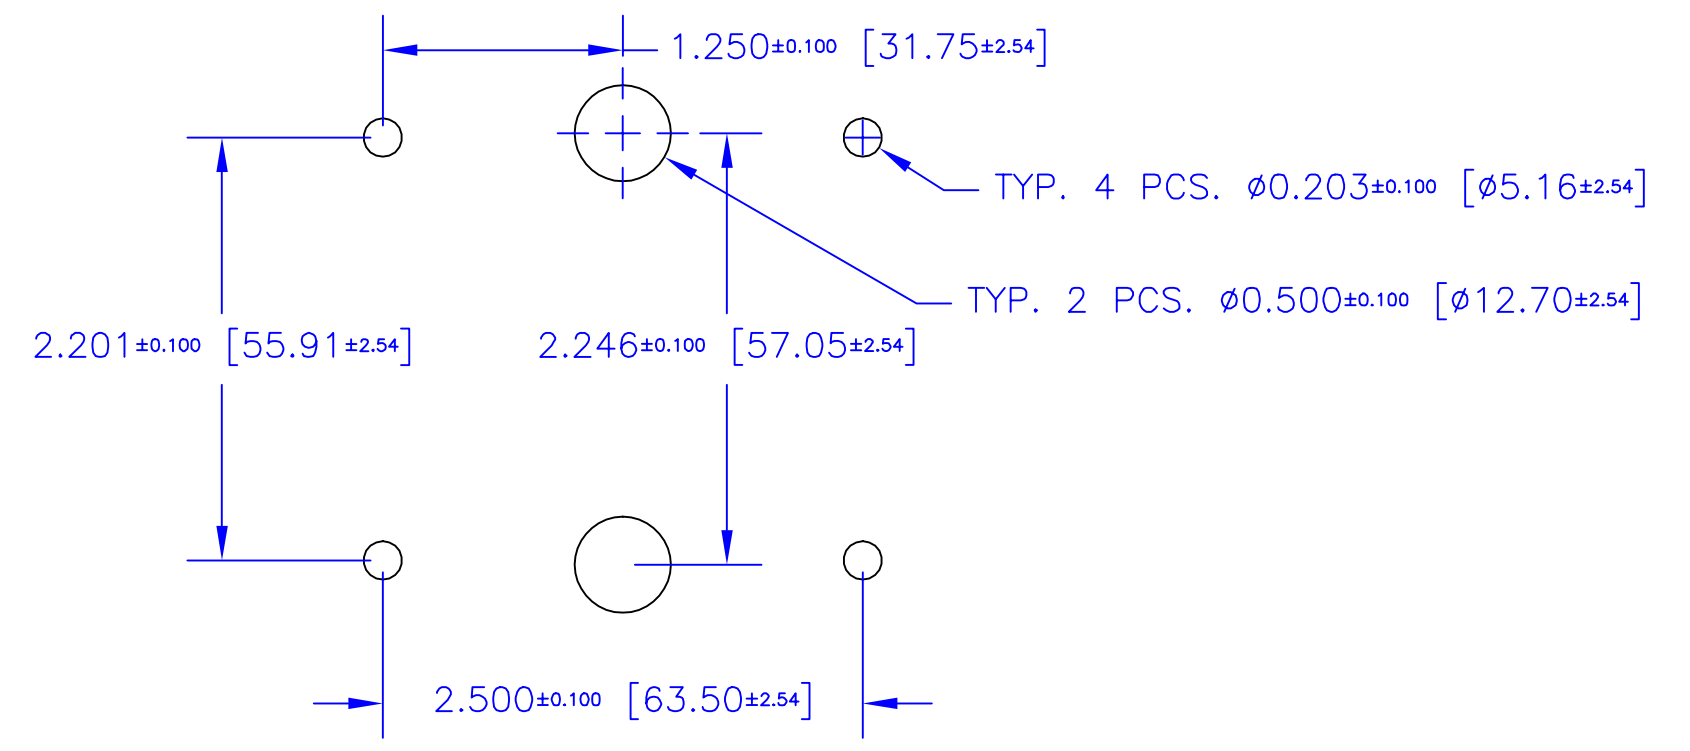 1.250±0.100 [31.75±2.54]
TYP. 4 PCS. ø0.203±0.100 [ø5.16±2.54]
TYP. 2 PCS. ø0.500±0.100 [ø12.70±2.54]
2.201±0.100 [55.91±2.54]
2.246±0.100 [57.05±2.54]
2.500±0.100 [63.50±2.54]